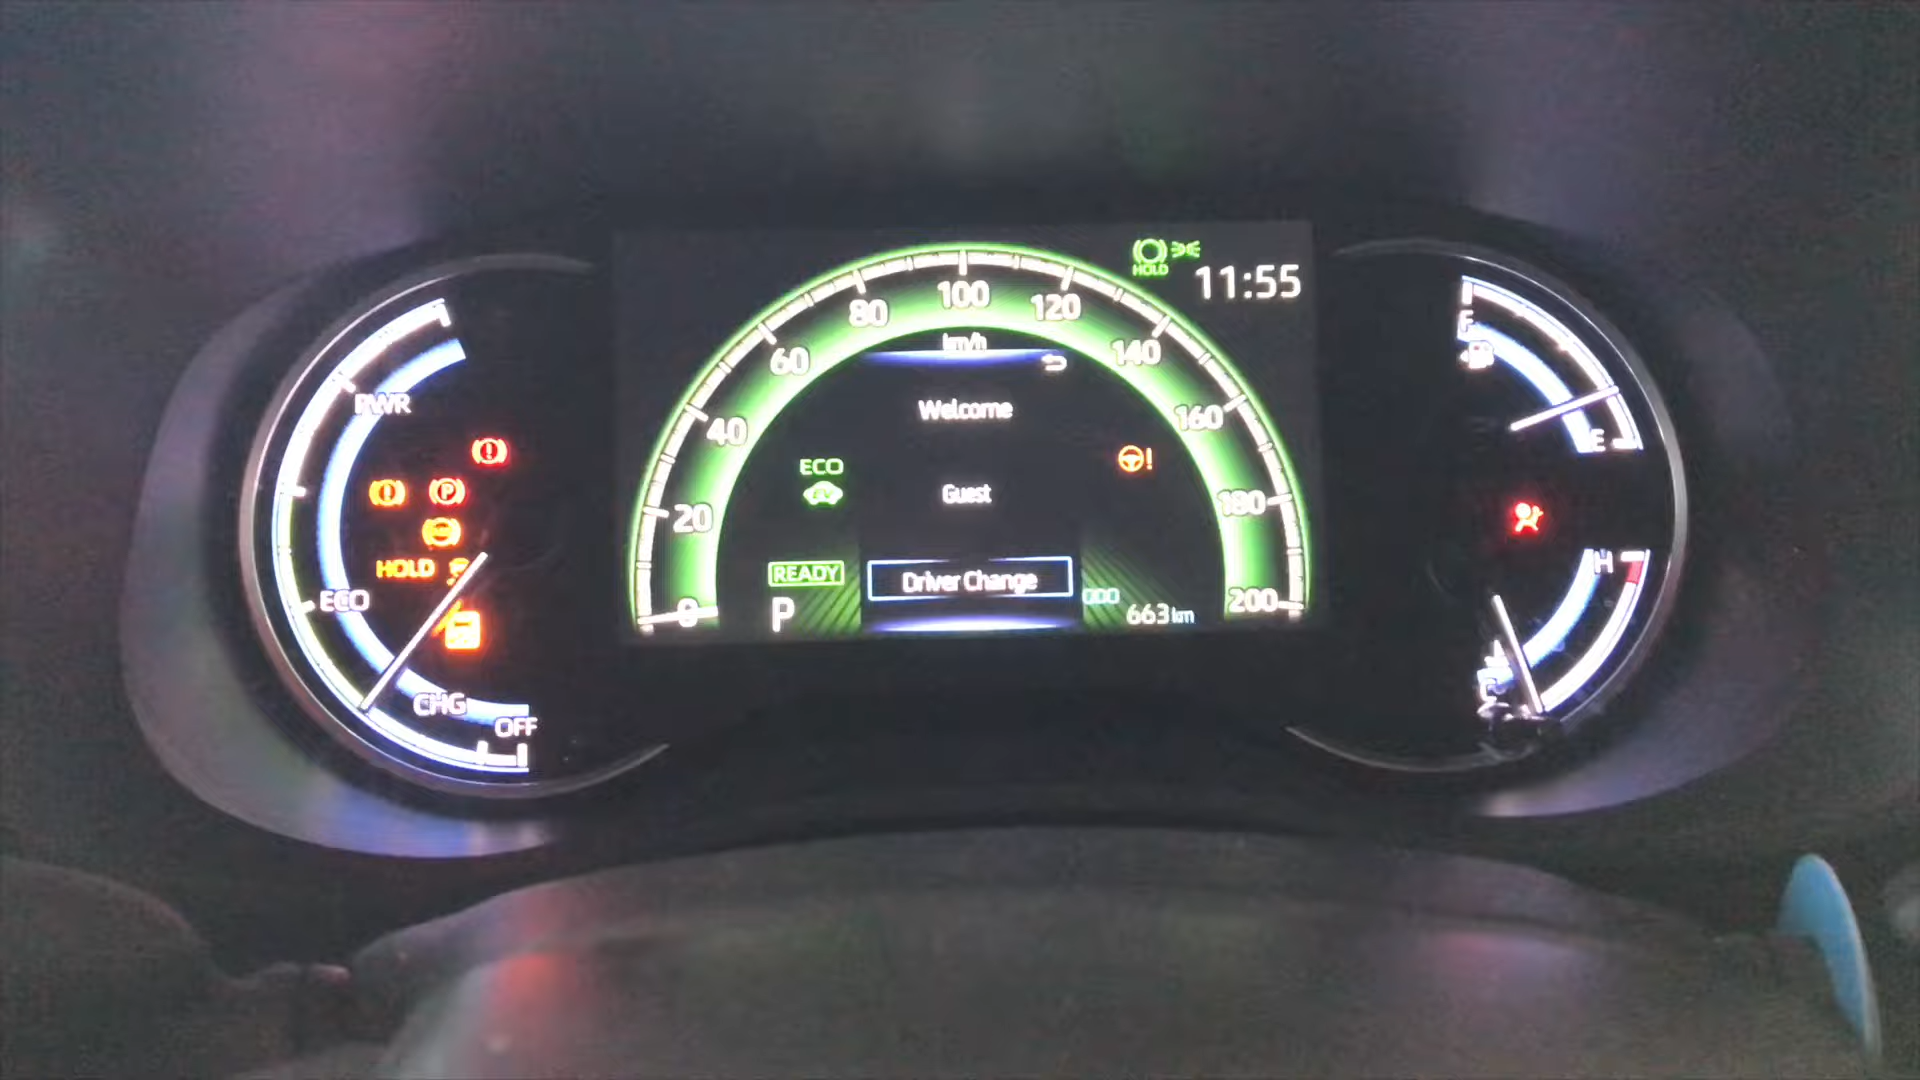 HOLD
11:55
0
20
40
60
80
100
120
140
160
180
200
km/h
Welcome
Guest
Driver Change
ECO
READY
P
663 km
PWR
ECO
CHG
OFF
P
HOLD
F
E
H
C